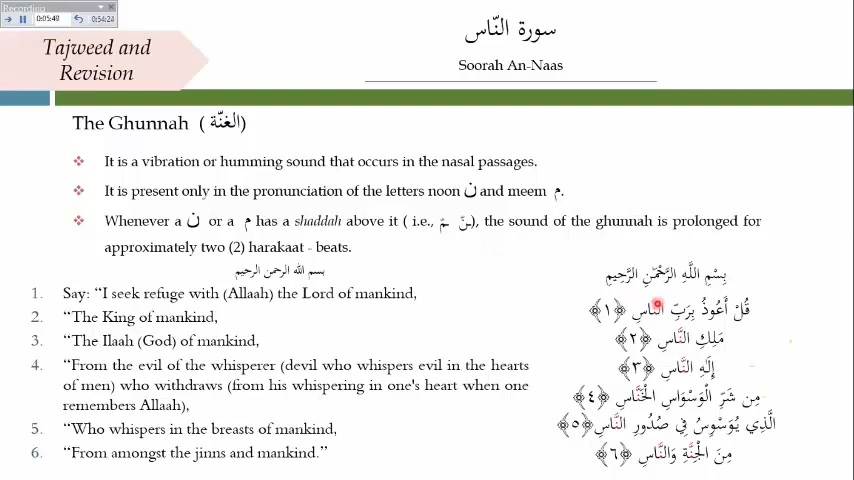 Recording
0:05:48
0:54:24
Tajweed and
Revision
سورة النّاس
Soorah An-Naas
The Ghunnah (الغنّة)
❖ It is a vibration or humming sound that occurs in the nasal passages.
❖ It is present only in the pronunciation of the letters noon ن and meem م.
❖ Whenever a ن or a م has a shaddah above it ( i.e., نّ مّ), the sound of the ghunnah is prolonged for
approximately two (2) harakaat - beats.
بسم الله الرحمن الرحيم
1. Say: “I seek refuge with (Allaah) the Lord of mankind,
2. “The King of mankind,
3. “The Ilaah (God) of mankind,
4. “From the evil of the whisperer (devil who whispers evil in the hearts
of men) who withdraws (from his whispering in one's heart when one
remembers Allaah),
5. “Who whispers in the breasts of mankind,
6. “From amongst the jinns and mankind.”
بِسْمِ اللَّهِ الرَّحْمَٰنِ الرَّحِيمِ
قُلْ أَعُوذُ بِرَبِّ النَّاسِ ﴿١﴾
مَلِكِ النَّاسِ ﴿٢﴾
إِلَٰهِ النَّاسِ ﴿٣﴾
مِن شَرِّ الْوَسْوَاسِ الْخَنَّاسِ ﴿٤﴾
الَّذِي يُوَسْوِسُ فِي صُدُورِ النَّاسِ ﴿٥﴾
مِنَ الْجِنَّةِ وَالنَّاسِ ﴿٦﴾